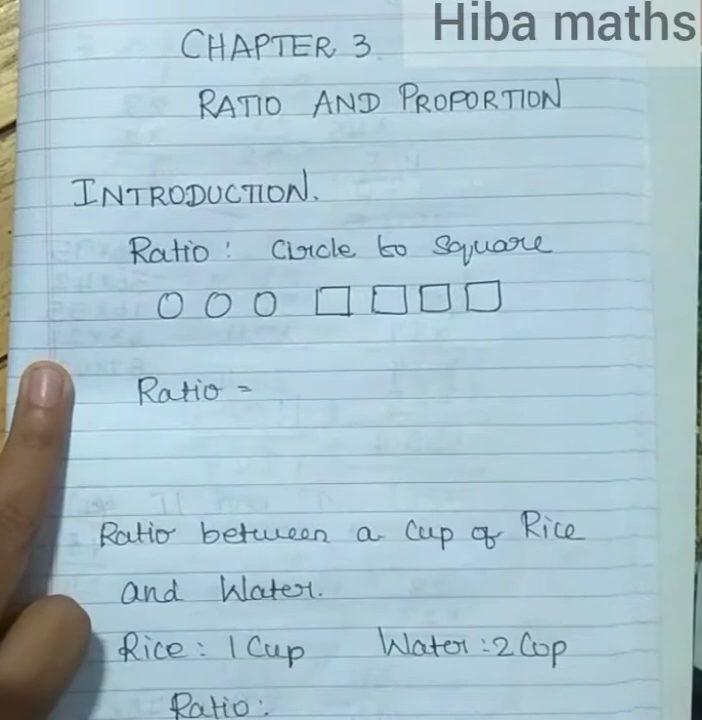 Hiba maths
CHAPTER 3.
RATIO AND PROPORTION
INTRODUCTION.
Ratio: Circle to Square
Ratio =
Ratio between a Cup of Rice
and Water.
Rice: 1 Cup Water: 2 Cup
Ratio: